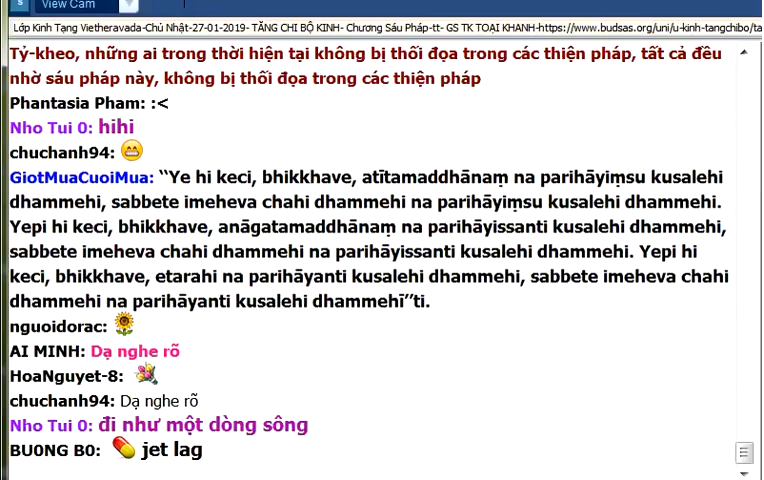 View Cam
Lớp Kinh Tạng Vietheravada-Chủ Nhật-27-01-2019- TĂNG CHI BỘ KINH- Chương Sáu Pháp-tt- GS TK TOẠI KHANH-https://www.budsas.org/uni/u-kinh-tangchibo/ta
Tỷ-kheo, những ai trong thời hiện tại không bị thối đọa trong các thiện pháp, tất cả đều
nhờ sáu pháp này, không bị thối đọa trong các thiện pháp
Phantasia Pham: :<
Nho Tui 0: hihi
chuchanh94:
GiotMuaCuoiMua: “Ye hi keci, bhikkhave, atītamaddhānaṃ na parihāyiṃsu kusalehi
dhammehi, sabbete imeheva chahi dhammehi na parihāyiṃsu kusalehi dhammehi.
Yepi hi keci, bhikkhave, anāgatamaddhānaṃ na parihāyissanti kusalehi dhammehi,
sabbete imeheva chahi dhammehi na parihāyissanti kusalehi dhammehi. Yepi hi
keci, bhikkhave, etarahi na parihāyanti kusalehi dhammehi, sabbete imeheva chahi
dhammehi na parihāyanti kusalehi dhammehī’’ti.
nguoidorac:
AI MINH: Dạ nghe rõ
HoaNguyet-8:
chuchanh94: Dạ nghe rõ
Nho Tui 0: đi như một dòng sông
BU0NG B0: jet lag